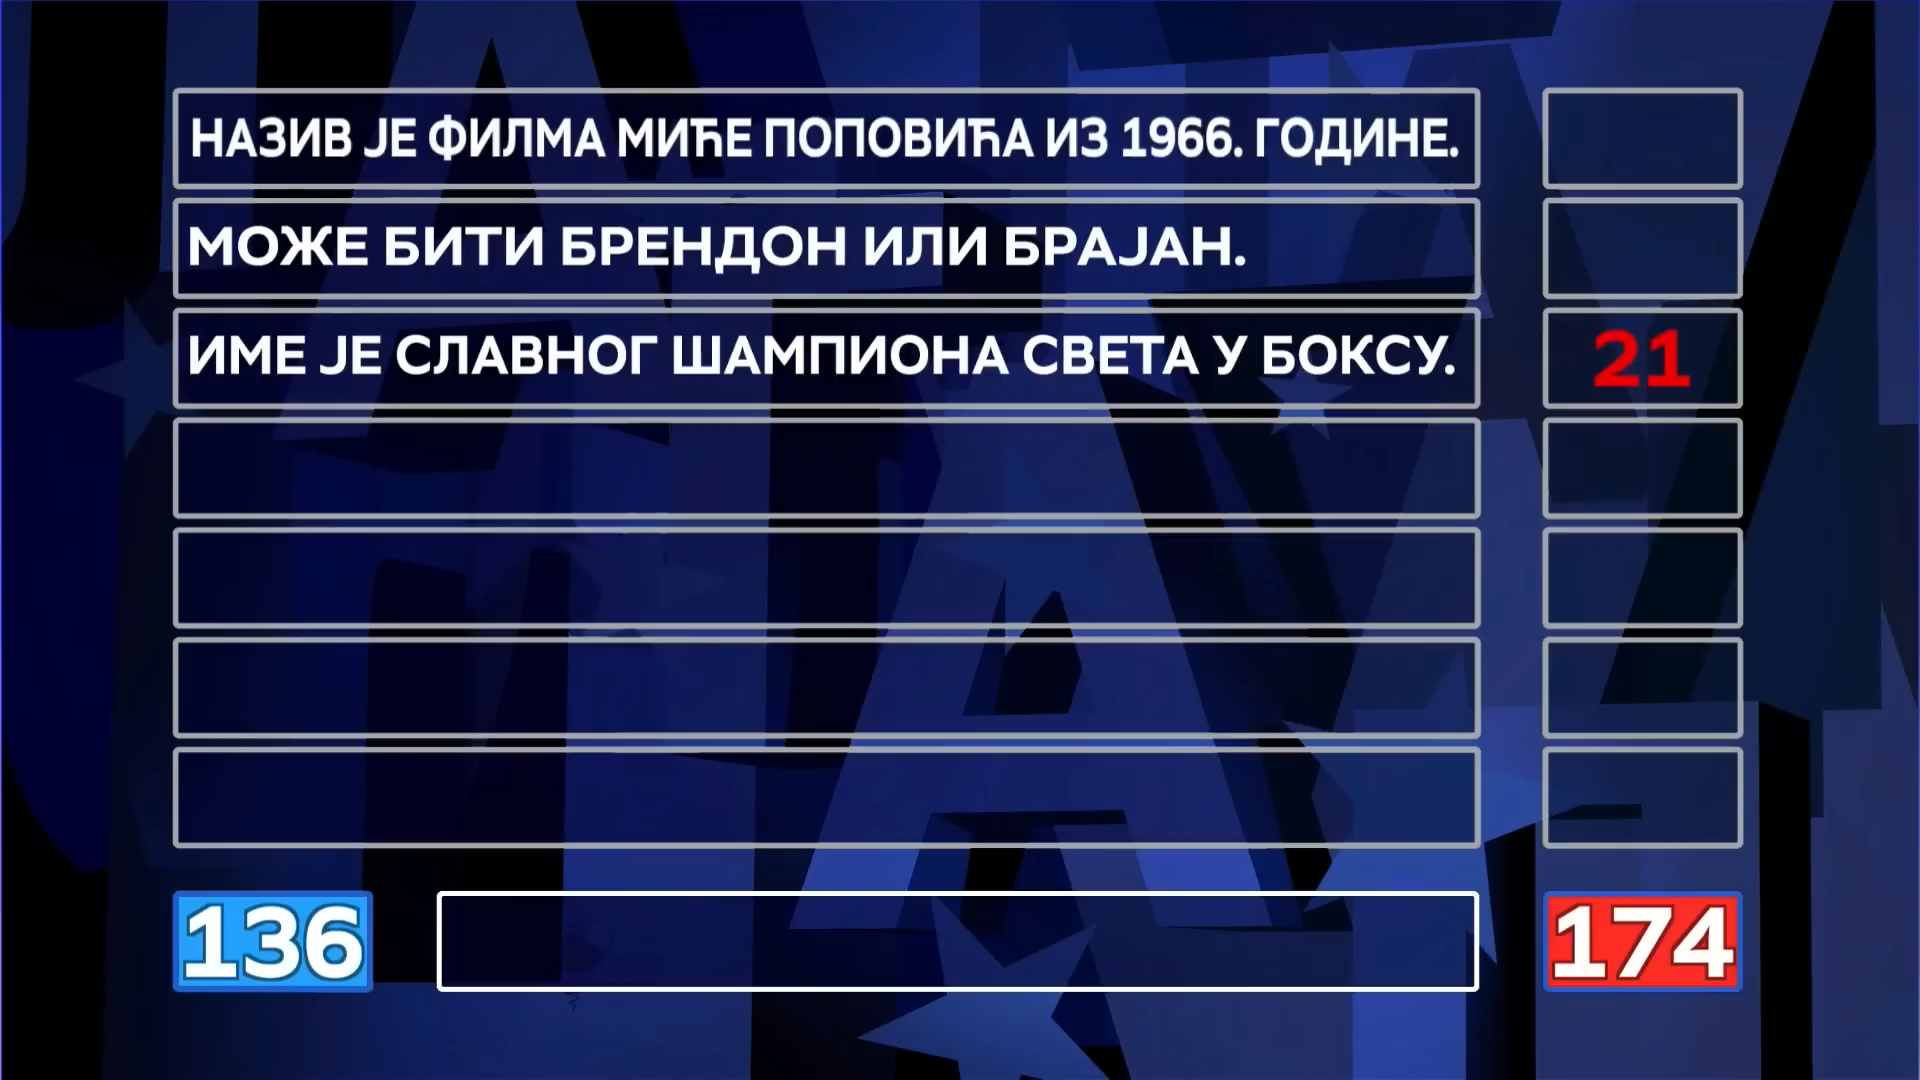 НАЗИВ ЈЕ ФИЛМА МИЋЕ ПОПОВИЋА ИЗ 1966. ГОДИНЕ.
МОЖЕ БИТИ БРЕНДОН ИЛИ БРАЈАН.
ИМЕ ЈЕ СЛАВНОГ ШАМПИОНА СВЕТА У БОКСУ.
21
136
174